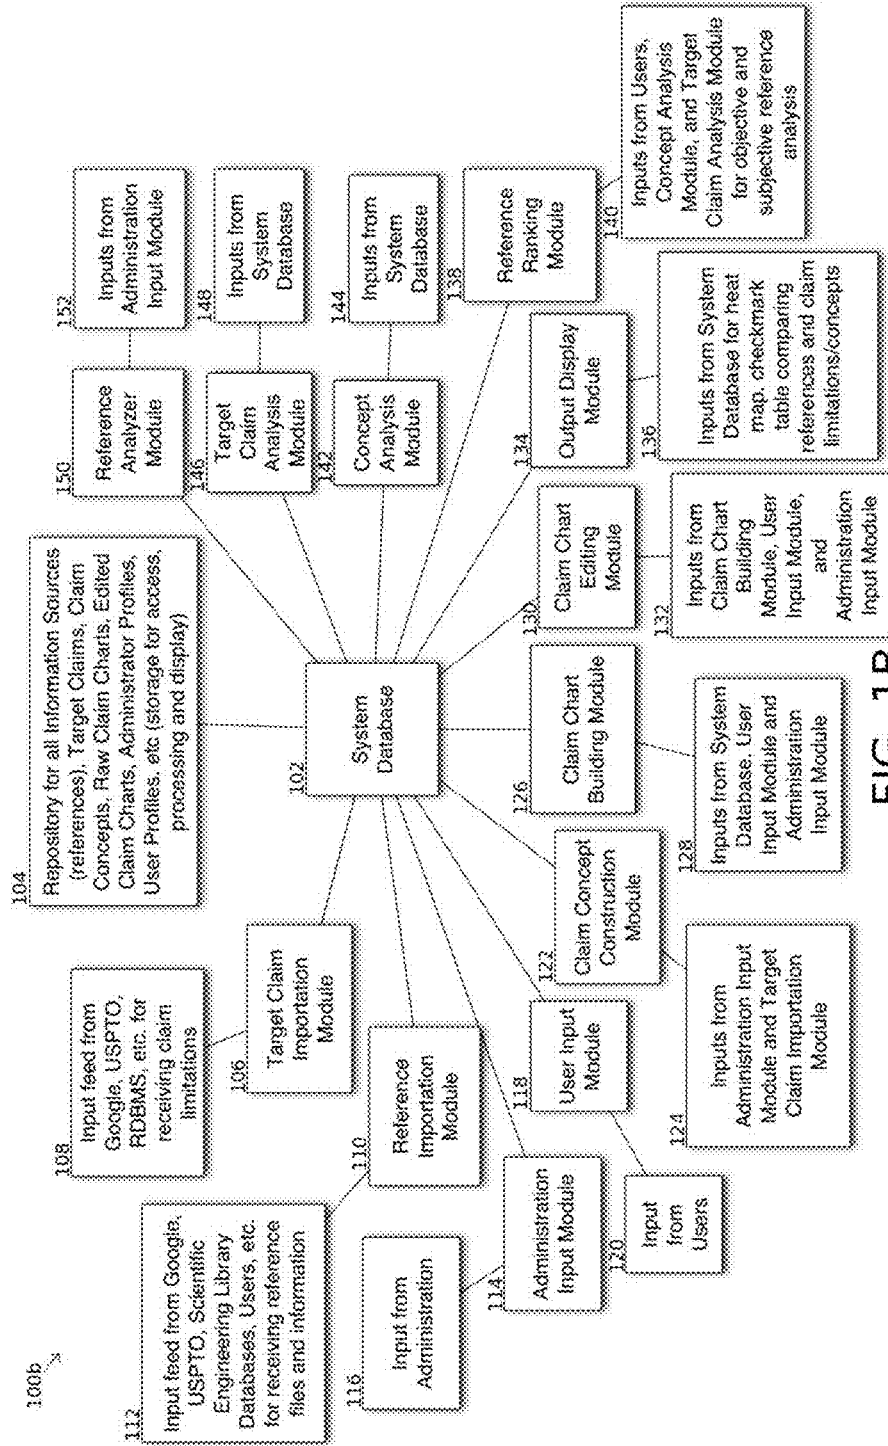 100b
112
Input feed from Google,
USPTO, Scientific
Engineering Library
Databases, Users, etc.
for receiving reference
files and information
108
Input feed from
Google, USPTO,
RDBMS, etc. for
receiving claim
limitations
104
Repository for all Information Sources
(references), Target Claims, Claim
Concepts, Raw Claim Charts, Edited
Claim Charts, Administrator Profiles,
User Profiles, etc (storage for access,
processing and display)
150
Reference
Analyzer
Module
152
Inputs from
Administration
Input Module
106
Target Claim
Importation
Module
146
Target
Claim
Analysis
Module
148
Inputs from
System
Database
110
Reference
Importation
Module
102
System
Database
142
Concept
Analysis
Module
144
Inputs from
System
Database
116
Input from
Administration
114
Administration
Input Module
118
User Input
Module
122
Claim Concept
Construction
Module
126
Claim Chart
Building Module
130
Claim Chart
Editing
Module
134
Output Display
Module
138
Reference
Ranking
Module
120
Input
from
Users
124
Inputs from
Administration Input
Module and Target
Claim Importation
Module
128
Inputs from System
Database, User
Input Module and
Administration
Input Module
132
Inputs from
Claim Chart
Building
Module, User
Input Module,
and
Administration
Input Module
136
Inputs from System
Database for heat
map, checkmark
table comparing
references and claim
limitations/concepts
140
Inputs from Users,
Concept Analysis
Module, and Target
Claim Analysis Module
for objective and
subjective reference
analysis
FIG. 1B